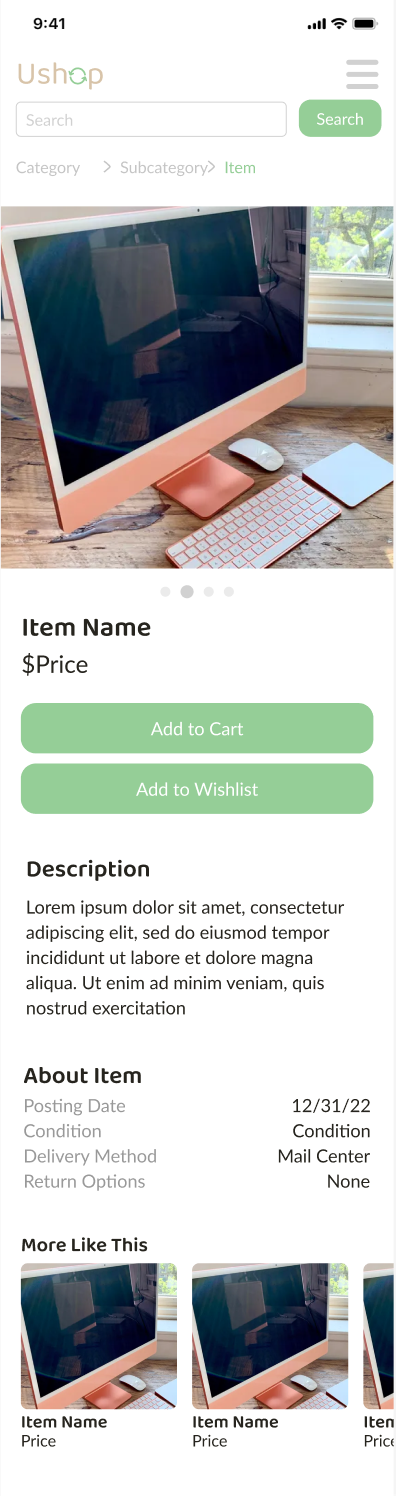 9:41
Ushop
Search Search
Category > Subcategory> Item
Item Name
$Price
Add to Cart
Add to Wishlist
Description
Lorem ipsum dolor sit amet, consectetur
adipiscing elit, sed do eiusmod tempor
incididunt ut labore et dolore magna
aliqua. Ut enim ad minim veniam, quis
nostrud exercitation
About Item
Posting Date 12/31/22
Condition Condition
Delivery Method Mail Center
Return Options None
More Like This
Item Name Item Name Item
Price Price Price